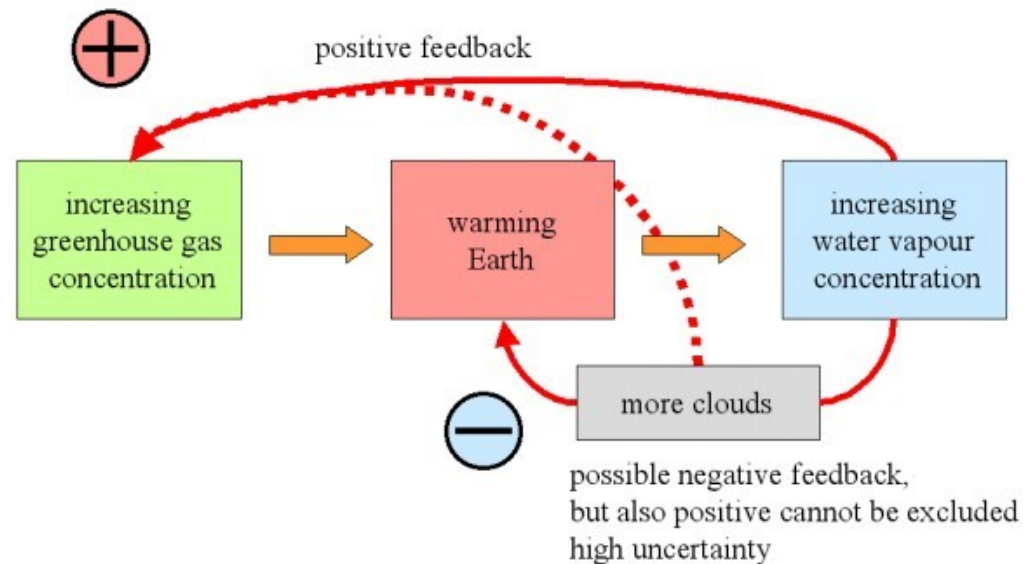 positive feedback
increasing
greenhouse gas
concentration
warming
Earth
increasing
water vapour
concentration
more clouds
possible negative feedback,
but also positive cannot be excluded
high uncertainty